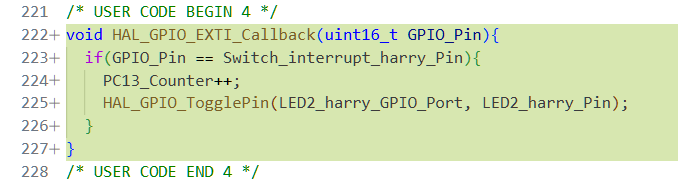 221 /* USER CODE BEGIN 4 */
222+ void HAL_GPIO_EXTI_Callback(uint16_t GPIO_Pin){
223+ if(GPIO_Pin == Switch_interrupt_harry_Pin){
224+ PC13_Counter++;
225+ HAL_GPIO_TogglePin(LED2_harry_GPIO_Port, LED2_harry_Pin);
226+ }
227+ }
228 /* USER CODE END 4 */